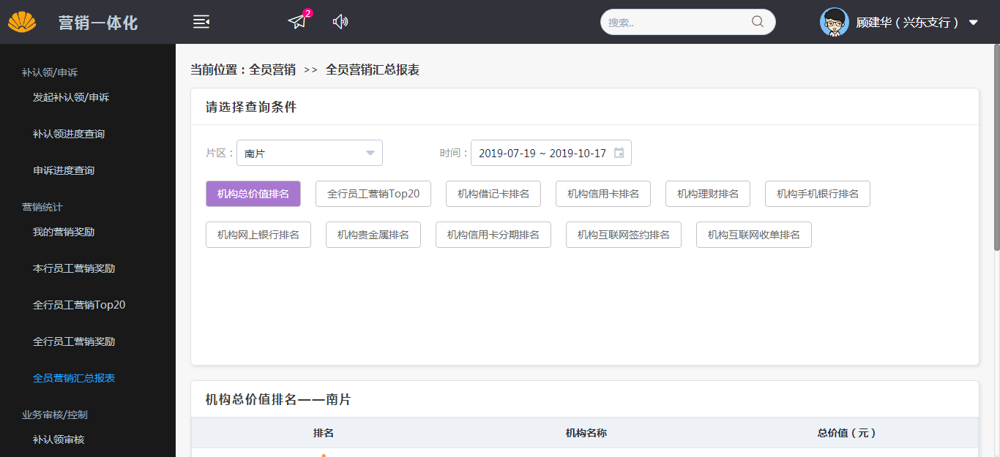 营销一体化
2
搜索..
顾建华（兴东支行）
补认领/申诉
发起补认领/申诉
补认领进度查询
申诉进度查询
营销统计
我的营销奖励
本行员工营销奖励
全行员工营销Top20
全行员工营销奖励
全员营销汇总报表
业务审核/控制
补认领审核
当前位置：全员营销 >> 全员营销汇总报表
请选择查询条件
片区： 南片 时间： 2019-07-19 ~ 2019-10-17
机构总价值排名 全行员工营销Top20 机构借记卡排名 机构信用卡排名 机构理财排名 机构手机银行排名
机构网上银行排名 机构贵金属排名 机构信用卡分期排名 机构互联网签约排名 机构互联网收单排名
机构总价值排名——南片
排名 机构名称 总价值（元）